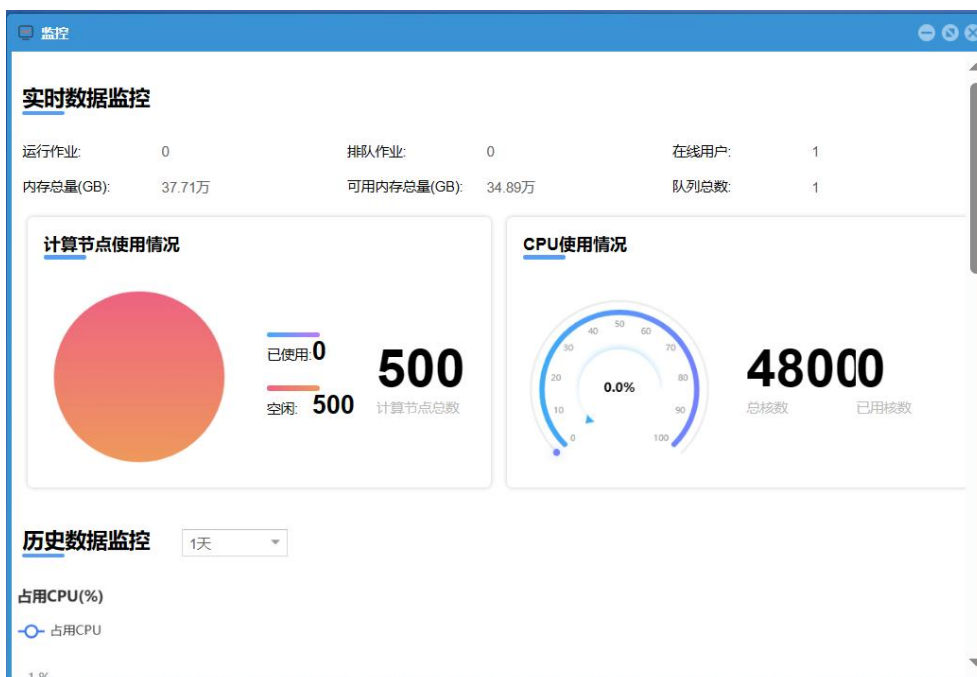 监控
实时数据监控
运行作业: 0 排队作业: 0 在线用户: 1
内存总量(GB): 37.71万 可用内存总量(GB): 34.89万 队列总数: 1
计算节点使用情况
已使用:0
空闲: 500
500
计算节点总数
CPU使用情况
0 10 20 30 40 50 60 70 80 90 100
0.0%
48000
总核数 已用核数
历史数据监控 1天
占用CPU(%)
占用CPU
1 %